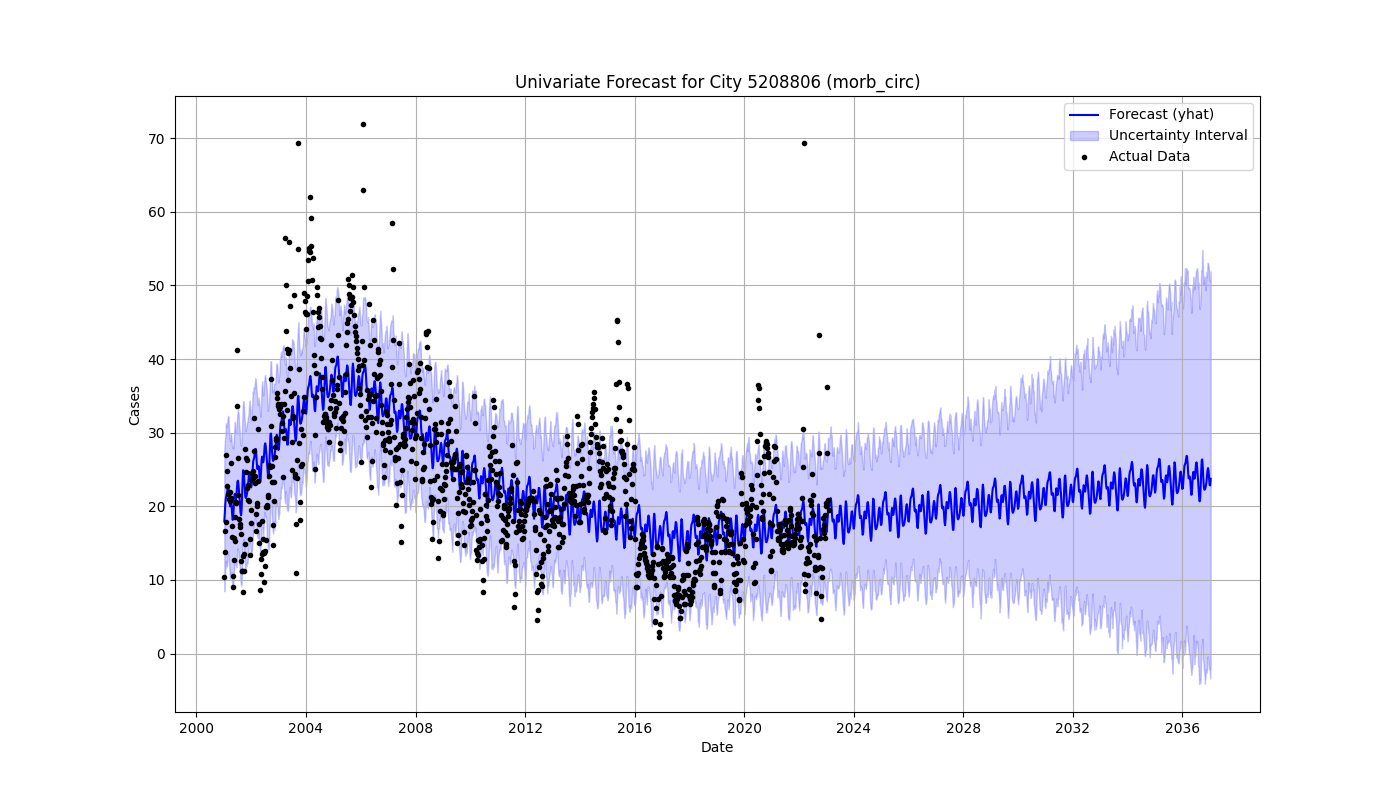 Univariate Forecast for City 5208806 (morb_circ)
Forecast (yhat)
Uncertainty Interval
Actual Data
70
60
50
40
30
20
10
0
Cases
2000 2004 2008 2012 2016 2020 2024 2028 2032 2036
Date